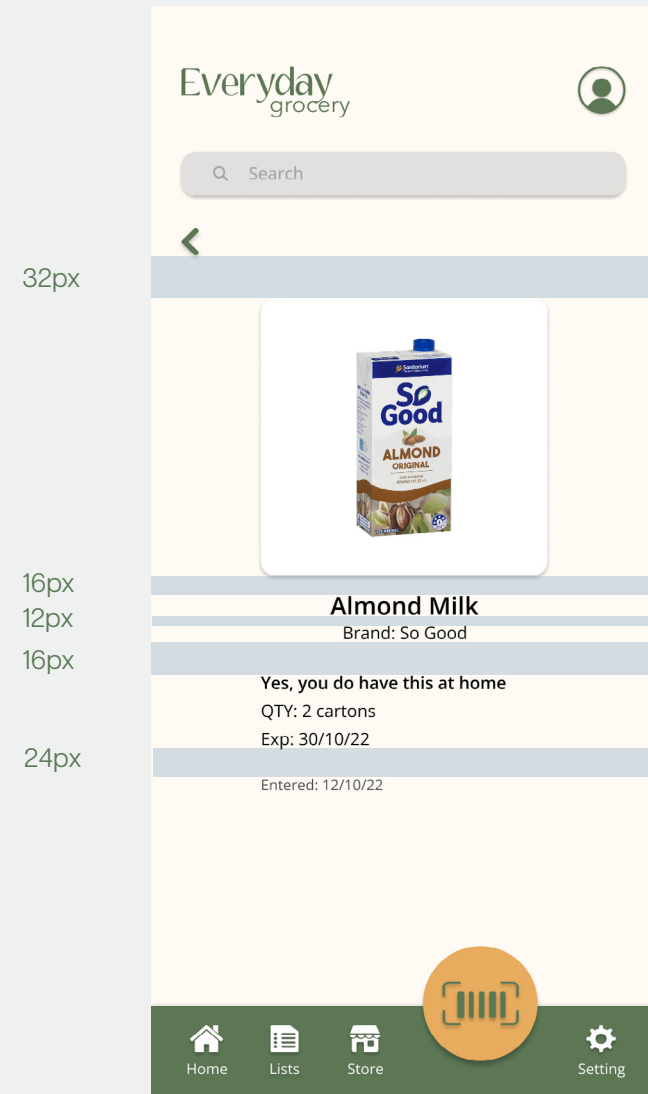 Everyday
grocery
Search
32px
Sanitarium
So
Good
ALMOND
ORIGINAL
16px
Almond Milk
12px
Brand: So Good
16px
Yes, you do have this at home
QTY: 2 cartons
Exp: 30/10/22
24px
Entered: 12/10/22
Home
Lists
Store
Setting